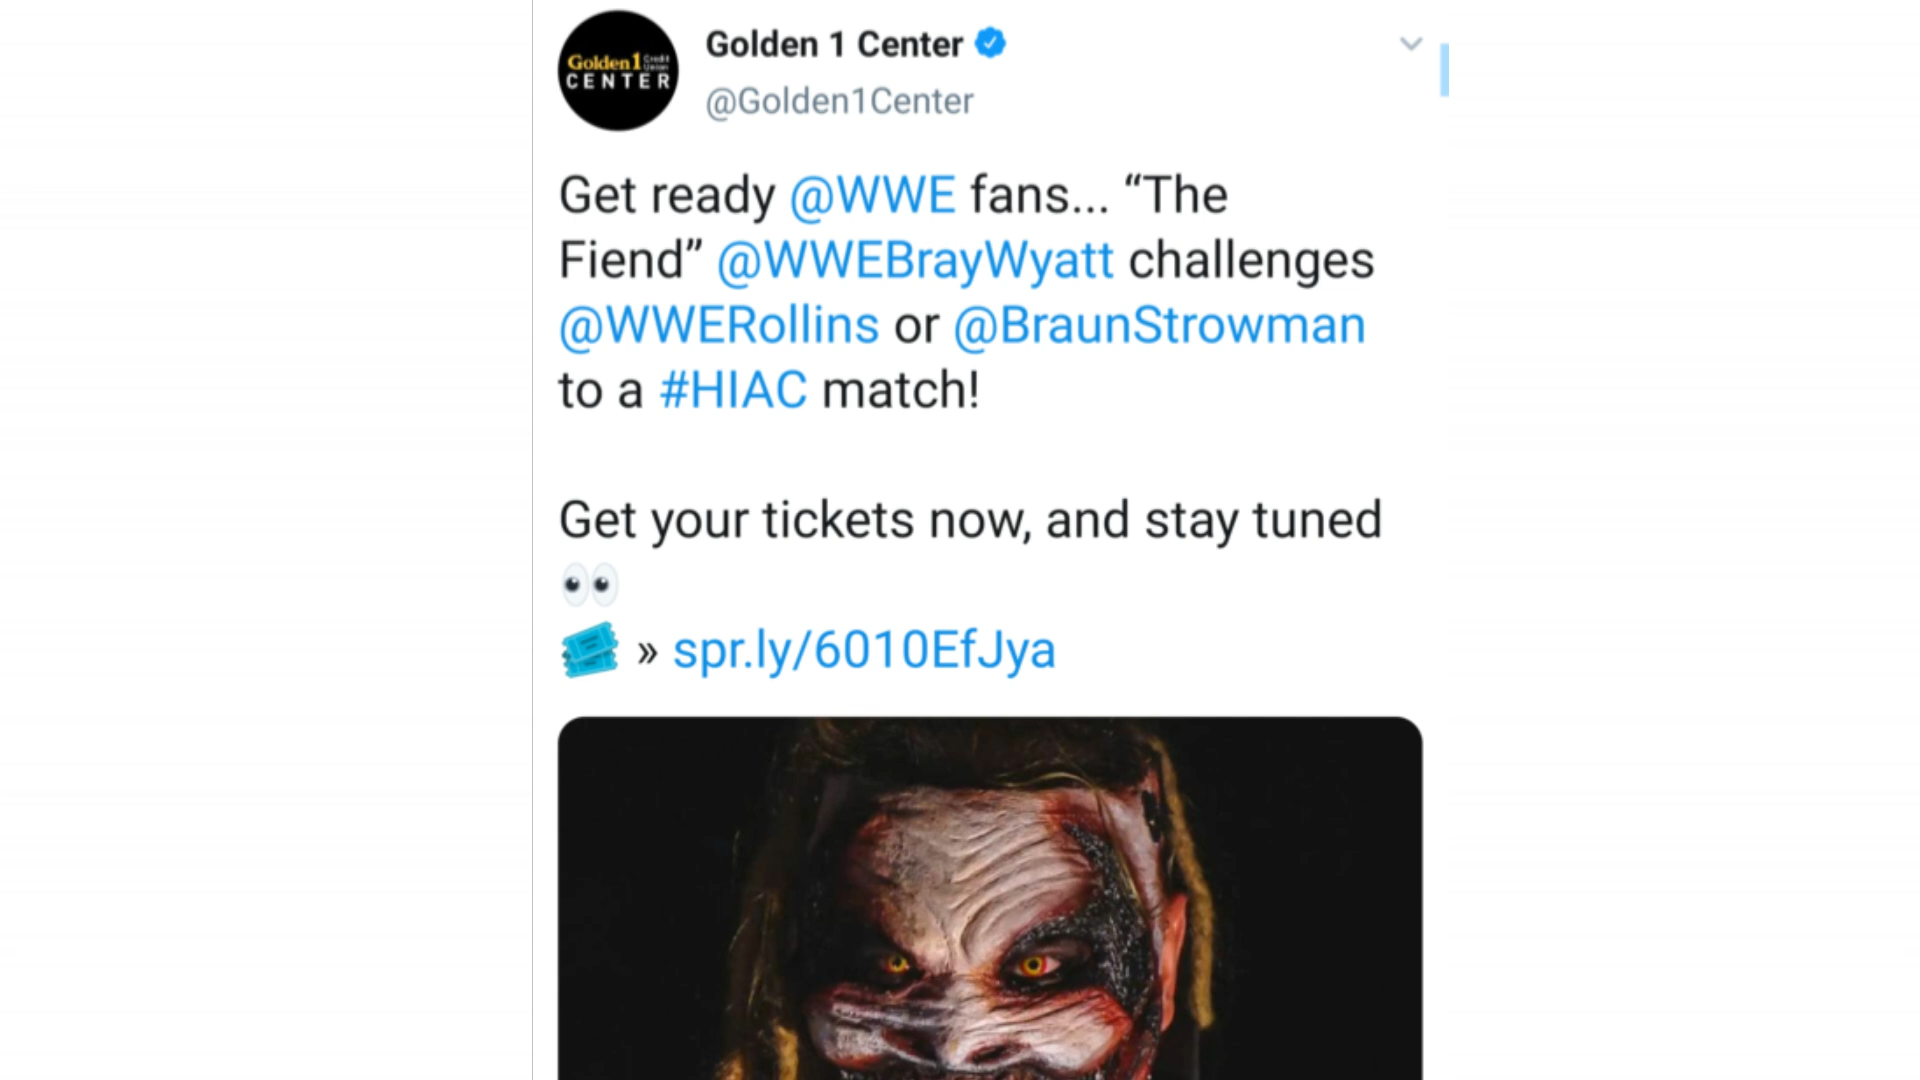 Golden 1 Center
@Golden1Center
Golden 1 Credit Union
CENTER
Get ready @WWE fans... “The
Fiend” @WWEBrayWyatt challenges
@WWERollins or @BraunStrowman
to a #HIAC match!
Get your tickets now, and stay tuned
👀
🎟 » spr.ly/6010EfJya